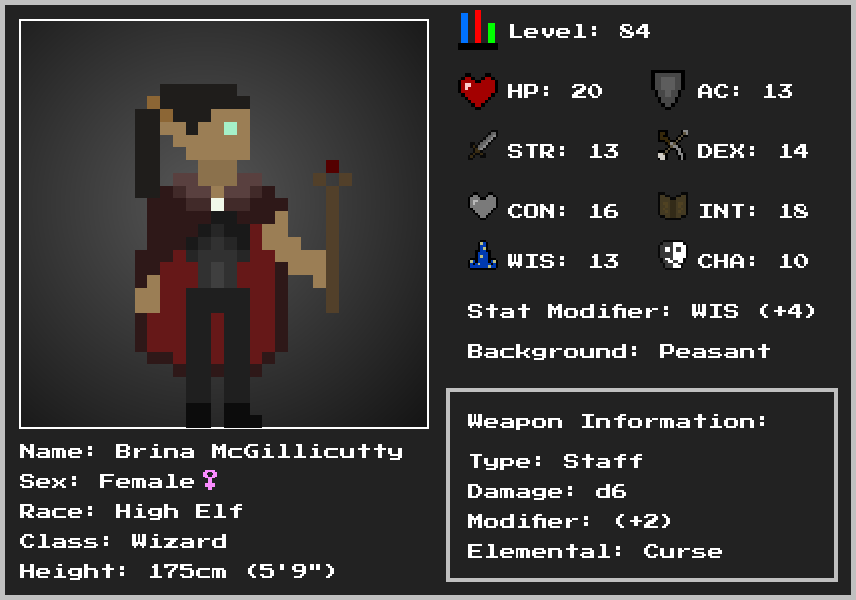 Level: 84
HP: 20 AC: 13
STR: 13 DEX: 14
CON: 16 INT: 18
WIS: 13 CHA: 10
Stat Modifier: WIS (+4)
Background: Peasant
Weapon Information:
Type: Staff
Damage: d6
Modifier: (+2)
Elemental: Curse
Name: Brina McGillicutty
Sex: Female♀
Race: High Elf
Class: Wizard
Height: 175cm (5'9")